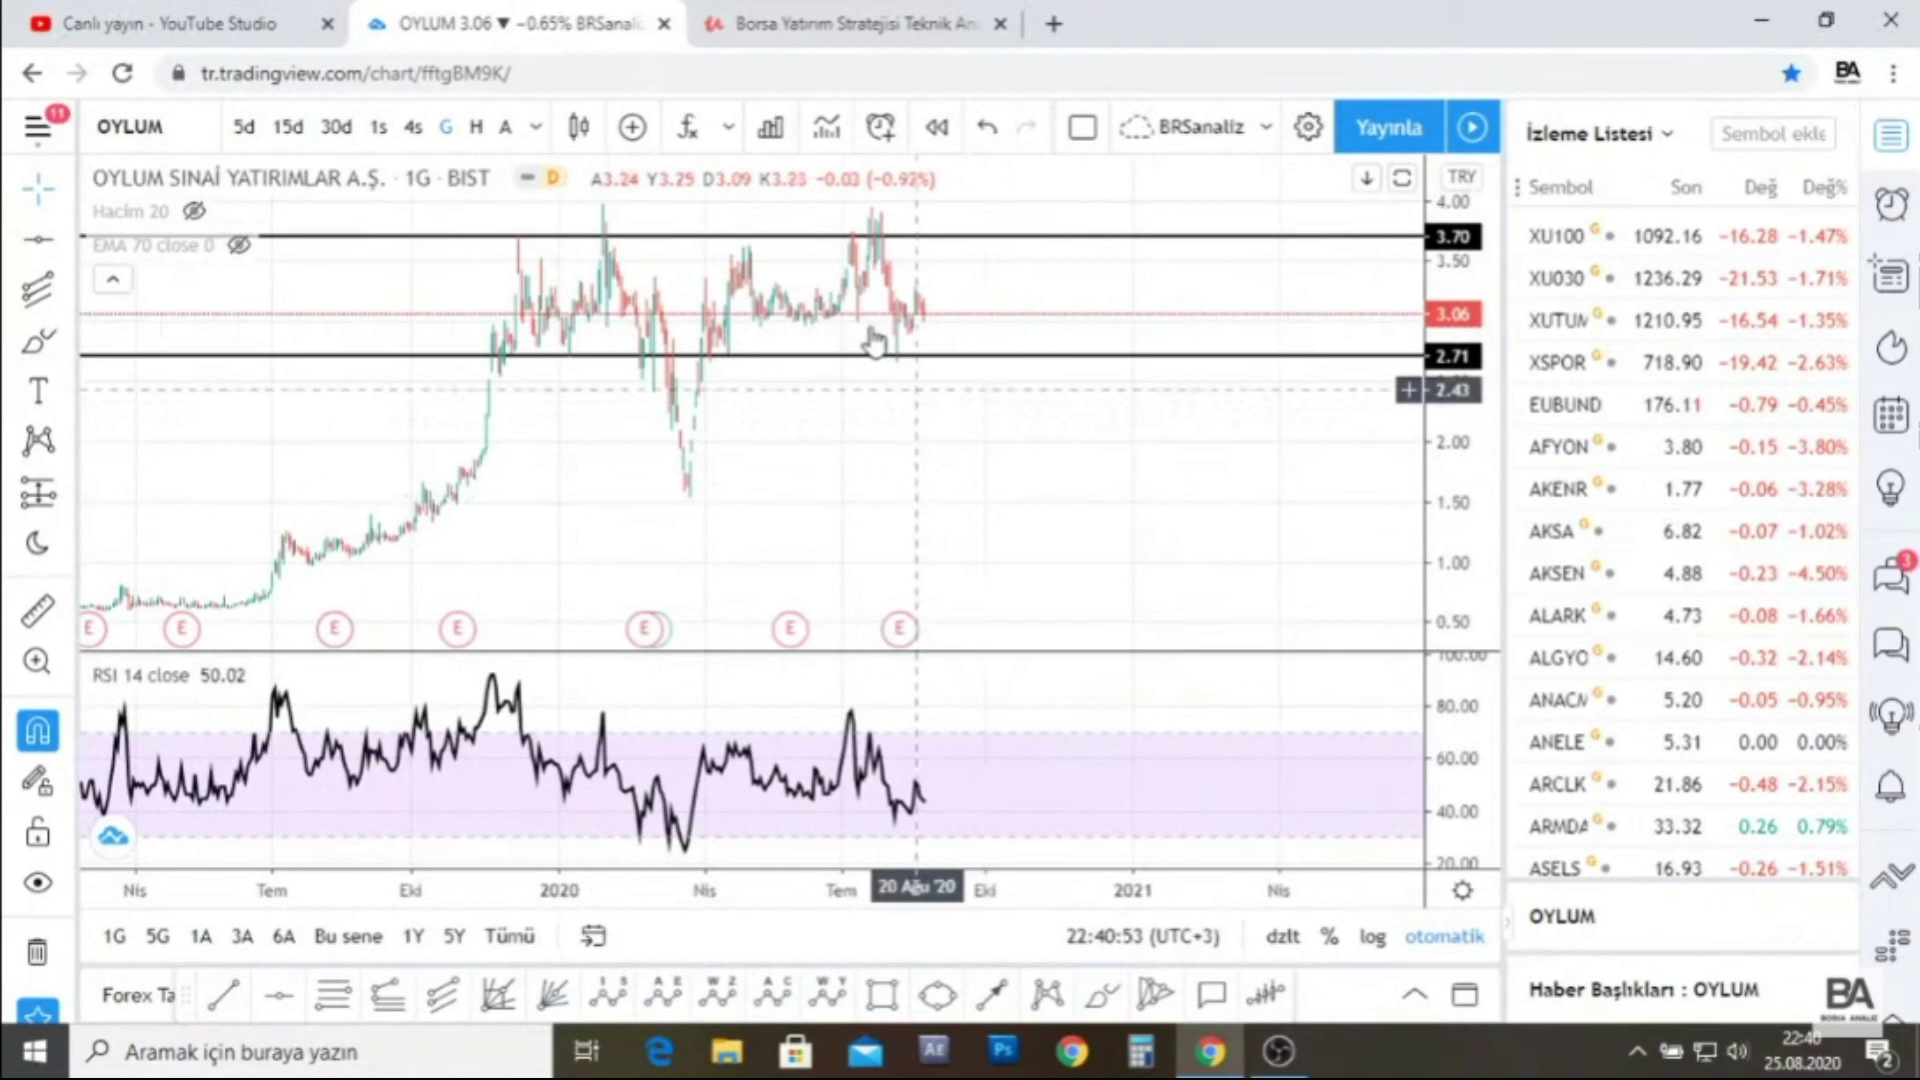 Canlı yayın - YouTube Studio
OYLUM 3.06 ▼ −0.65% BRSanali
Borsa Yatırım Stratejisi Teknik An
tr.tradingview.com/chart/fftgBM9K/
BA
11
OYLUM 5d 15d 30d 1s 4s G H A
BRSanaliz
Yayınla
OYLUM SINAİ YATIRIMLAR A.Ş. · 1G · BIST
D
A3.24 Y3.25 D3.09 K3.23 −0.03 (−0.92%)
Hacim 20
EMA 70 close 0
TRY
4.00
3.70
3.50
3.06
2.71
2.43
2.00
1.50
1.00
0.50
E E E E E E E
RSI 14 close 50.02
100.00
80.00
60.00
40.00
20.00
Nis Tem Eki 2020 Nis Tem 20 Ağu '20 Eki 2021 Nis
1G 5G 1A 3A 6A Bu sene 1Y 5Y Tümü
22:40:53 (UTC+3) dzlt % log otomatik
Forex Ta
İzleme Listesi
Sembol ekle
Sembol Son Değ Değ%
XU100 G 1092.16 −16.28 −1.47%
XU030 G 1236.29 −21.53 −1.71%
XUTUM G 1210.95 −16.54 −1.35%
XSPOR G 718.90 −19.42 −2.63%
EUBUND 176.11 −0.79 −0.45%
AFYON G 3.80 −0.15 −3.80%
AKENR G 1.77 −0.06 −3.28%
AKSA G 6.82 −0.07 −1.02%
AKSEN G 4.88 −0.23 −4.50%
ALARK G 4.73 −0.08 −1.66%
ALGYO G 14.60 −0.32 −2.14%
ANACM G 5.20 −0.05 −0.95%
ANELE G 5.31 0.00 0.00%
ARCLK G 21.86 −0.48 −2.15%
ARMDA G 33.32 0.26 0.79%
ASELS G 16.93 −0.26 −1.51%
3
OYLUM
Haber Başlıkları : OYLUM
BA
BORSA ANALİZ
Aramak için buraya yazın
AE
Ps
22:40
25.08.2020
2